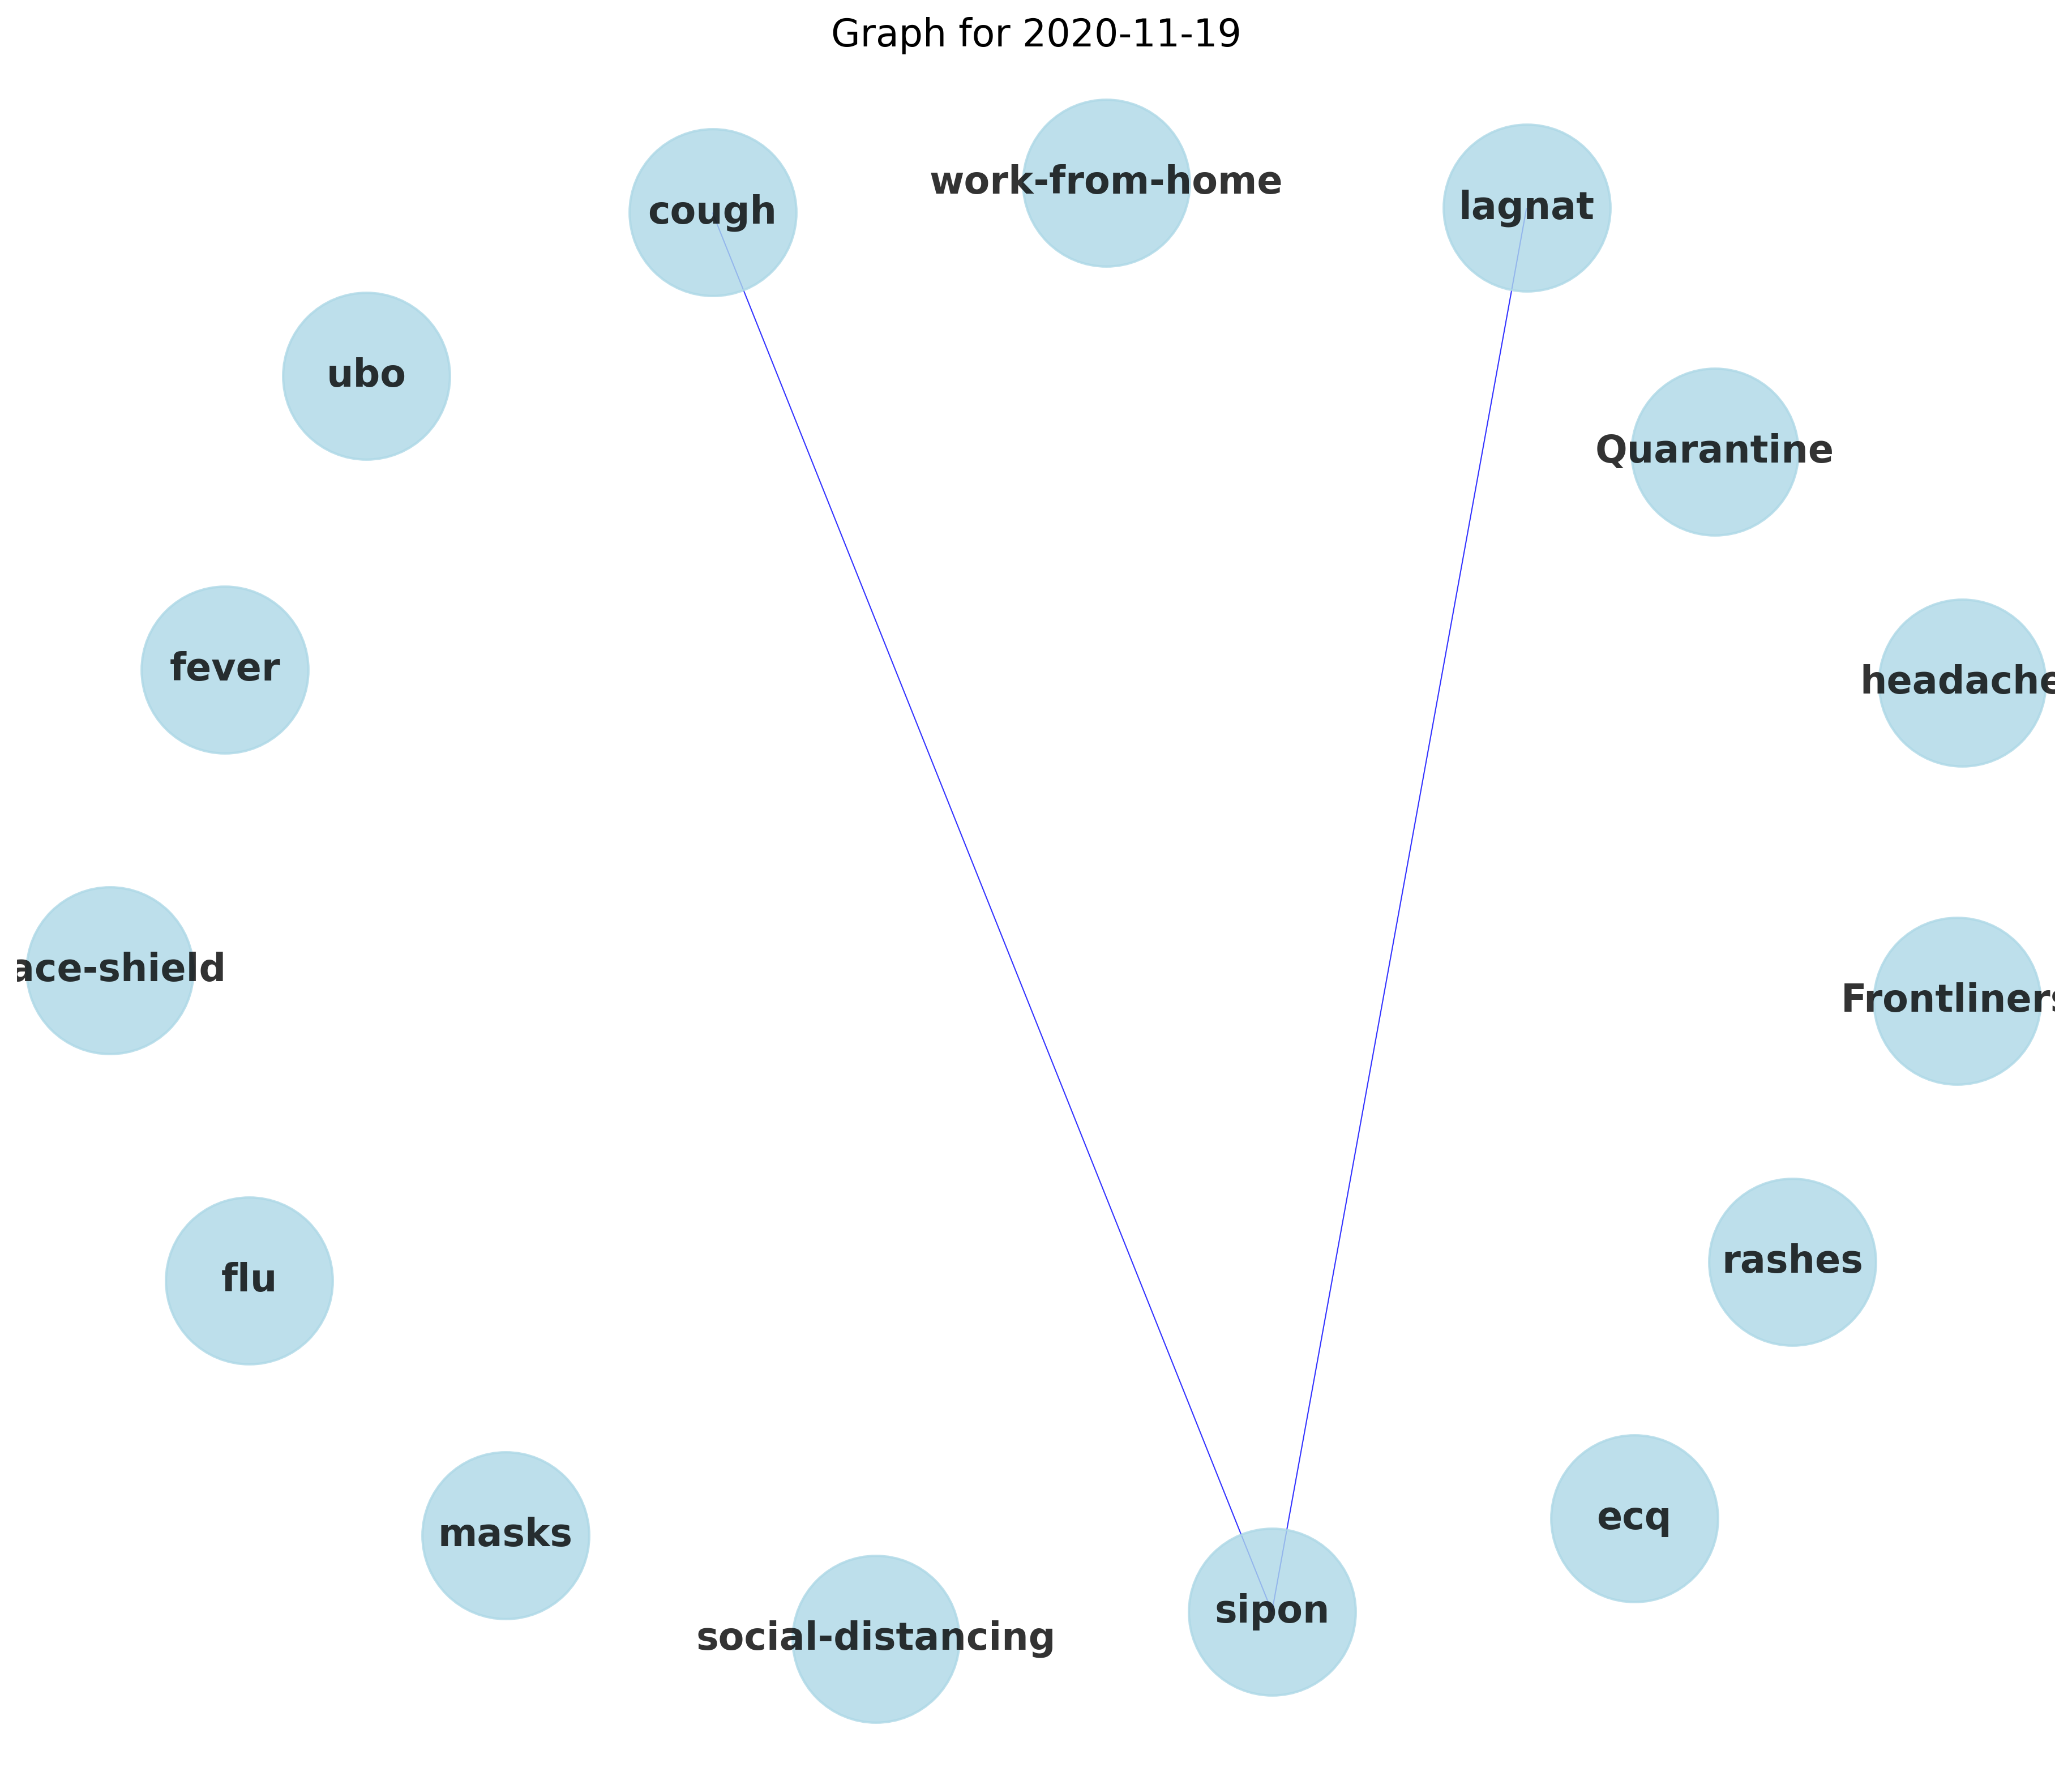 Graph for 2020-11-19
work-from-home
lagnat
cough
ubo
Quarantine
fever
headache
ace-shield
Frontliners
rashes
flu
ecq
masks
sipon
social-distancing